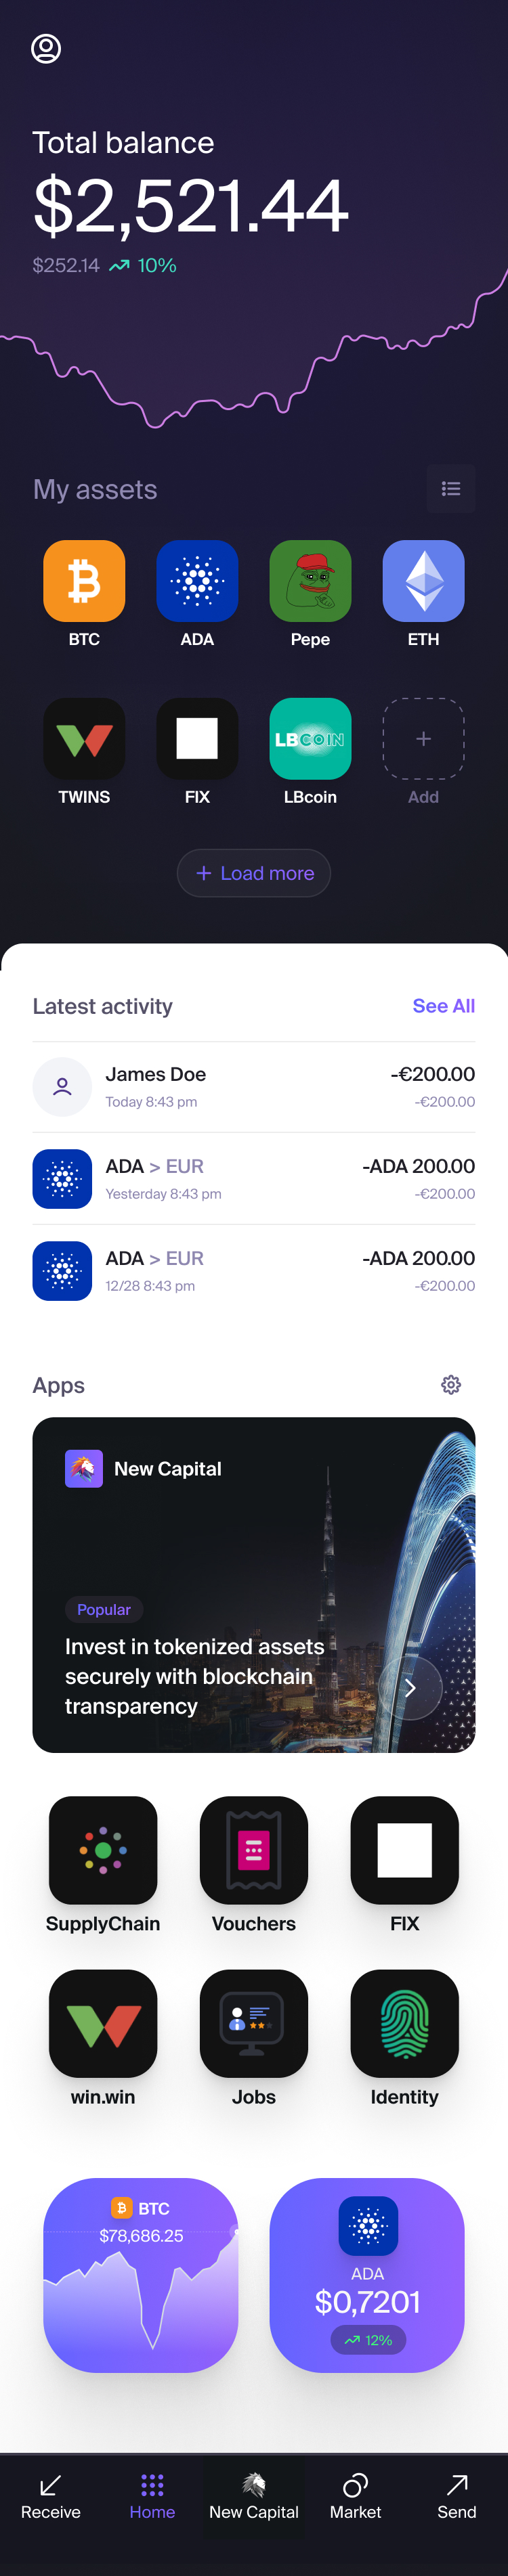 Total balance
$2,521.44
$252.14 10%
My assets
BTC ADA Pepe ETH
LBCOIN
TWINS FIX LBcoin Add
+ Load more
Latest activity See All
James Doe -€200.00
Today 8:43 pm -€200.00
ADA > EUR -ADA 200.00
Yesterday 8:43 pm -€200.00
ADA > EUR -ADA 200.00
12/28 8:43 pm -€200.00
Apps
New Capital
Popular
Invest in tokenized assets
securely with blockchain
transparency
SupplyChain Vouchers FIX
win.win Jobs Identity
BTC
$78,686.25
ADA
$0,7201
12%
Receive Home New Capital Market Send